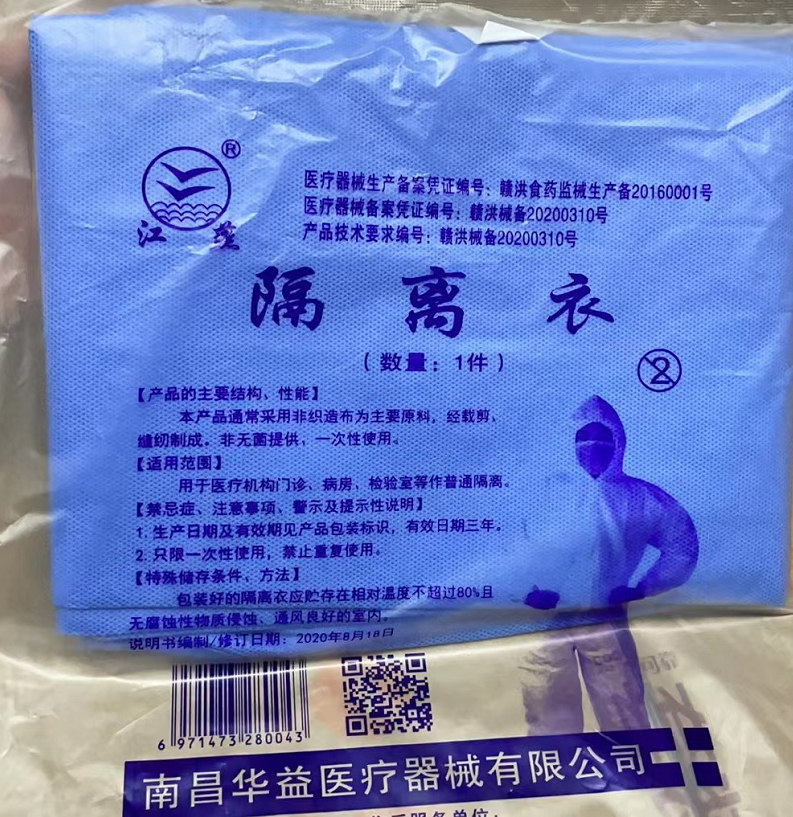 ®
江
医疗器械生产备案凭证编号：赣洪食药监械生产备20160001号
医疗器械备案凭证编号：赣洪械备20200310号
产品技术要求编号：赣洪械备20200310号
隔离衣
（数量：1件）
2
【产品的主要结构、性能】
本产品通常采用非织造布为主要原料，经载剪、
缝纫制成。非无菌提供、一次性使用。
【适用范围】
用于医疗机构门诊、病房、检验室等作普通隔离。
【禁忌症、注意事项、警示及提示性说明】
1. 生产日期及有效期见产品包装标识，有效日期三年。
2. 只限一次性使用，禁止重复使用。
【特殊储存条件、方法】
包装好的隔离衣应贮存在相对温度不超过80%且
无腐蚀性物质侵蚀、通风良好的室内。
说明书编制/修订日期：2020年8月18日
6 971473 280043
南昌华益医疗器械有限公司